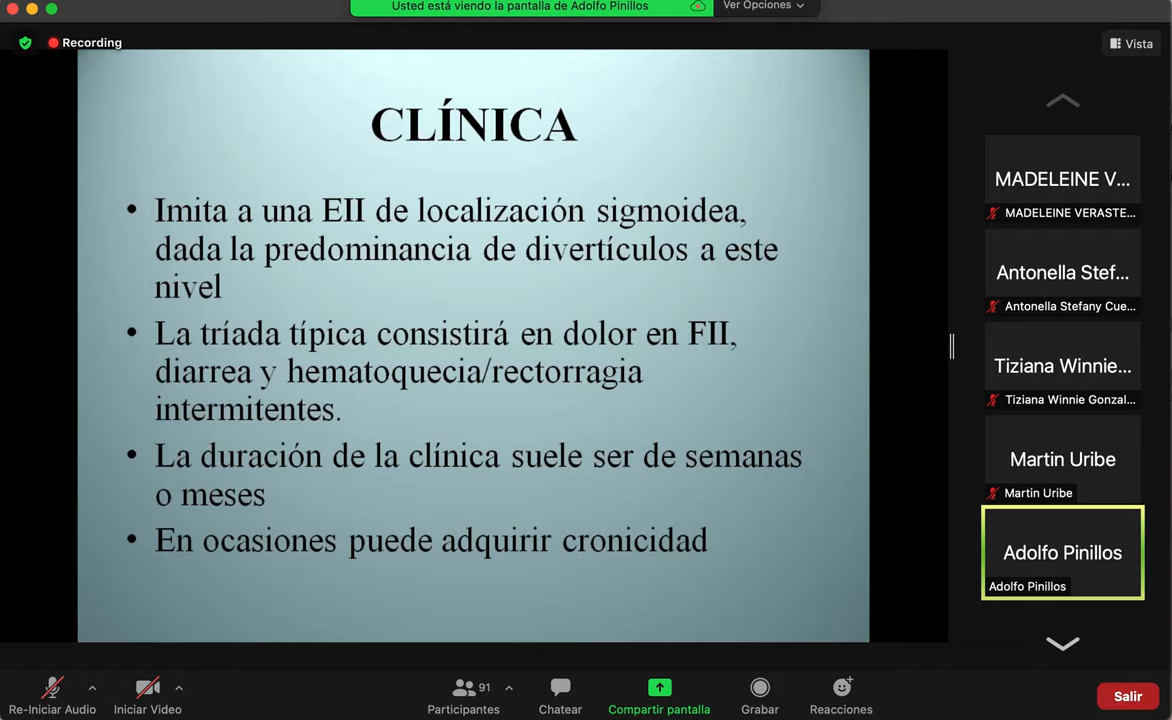 Usted está viendo la pantalla de Adolfo Pinillos
Ver Opciones
Recording
Vista
CLÍNICA
• Imita a una EII de localización sigmoidea,
dada la predominancia de divertículos a este
nivel
• La tríada típica consistirá en dolor en FII,
diarrea y hematoquecia/rectorragia
intermitentes.
• La duración de la clínica suele ser de semanas
o meses
• En ocasiones puede adquirir cronicidad
MADELEINE V...
MADELEINE VERASTE...
Antonella Stef...
Antonella Stefany Cue...
Tiziana Winnie...
Tiziana Winnie Gonzal...
Martin Uribe
Martin Uribe
Adolfo Pinillos
Adolfo Pinillos
Re-Iniciar Audio
Iniciar Video
91
Participantes
Chatear
Compartir pantalla
Grabar
Reacciones
Salir